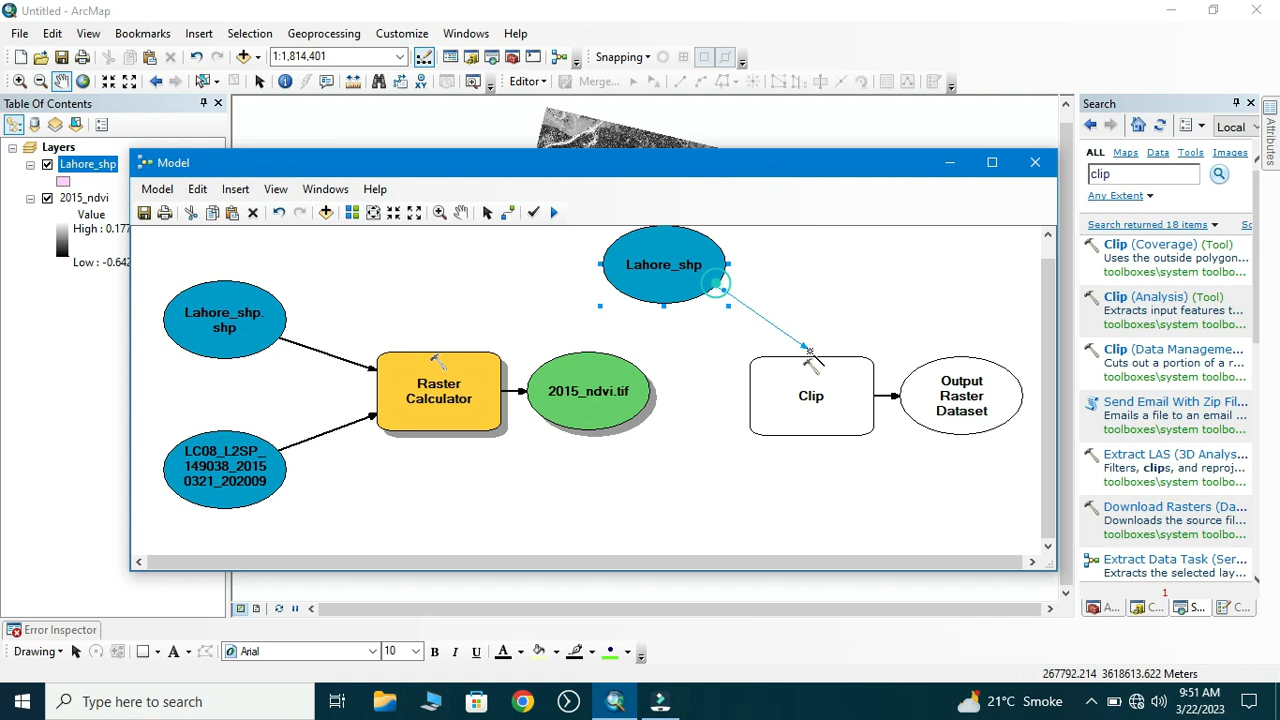 Untitled - ArcMap
File Edit View Bookmarks Insert Selection Geoprocessing Customize Windows Help
1:1,814,401
Snapping
Editor
Merge...
Table Of Contents
Layers
Lahore_shp
2015_ndvi
Value
High : 0.177
Low : -0.642
Model
Model Edit Insert View Windows Help
Lahore_shp
Lahore_shp.
shp
Raster
Calculator
2015_ndvi.tif
Clip
Output
Raster
Dataset
LC08_L2SP_
149038_2015
0321_202009
Search
Local
ALL Maps Data Tools Images
clip
Any Extent
Search returned 18 items
Clip (Coverage) (Tool)
Uses the outside polygon...
toolboxes\system toolbo...
Clip (Analysis) (Tool)
Extracts input features t...
toolboxes\system toolbo...
Clip (Data Manageme...
Cuts out a portion of a r...
toolboxes\system toolbo...
Send Email With Zip Fil...
Emails a file to an email ...
toolboxes\system toolbo...
Extract LAS (3D Analys...
Filters, clips, and reproj...
toolboxes\system toolbo...
Download Rasters (Da...
Downloads the source fil...
toolboxes\system toolbo...
Extract Data Task (Ser...
Extracts the selected lay...
1
A... C... S... C...
Attributes
Error Inspector
Drawing
Arial
10
B I U A
267792.214 3618613.622 Meters
Type here to search
21°C Smoke
9:51 AM
3/22/2023